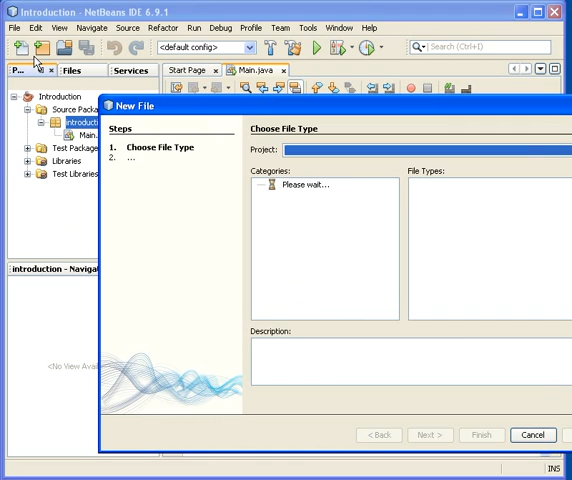 Introduction - NetBeans IDE 6.9.1
File Edit View Navigate Source Refactor Run Debug Profile Team Tools Window Help
<default config>
Search (Ctrl+I)
P... Files Services
Start Page Main.java
Introduction
Source Packa
introducti
Main.
Test Package
Libraries
Test Libraries
introduction - Navigat
<No View Avai
New File
Steps
1. Choose File Type
2. ...
Choose File Type
Project:
Categories:
File Types:
Please wait...
Description:
< Back Next > Finish Cancel
INS